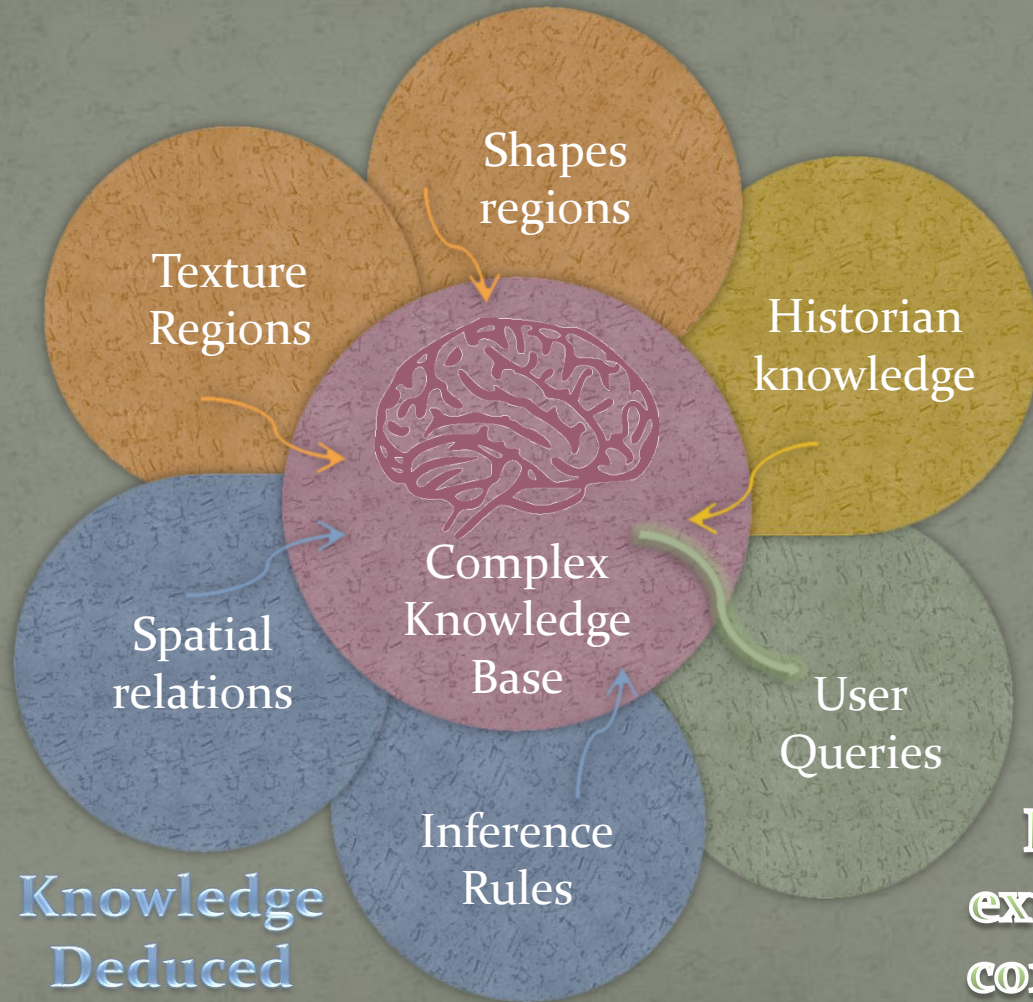 Shapes
regions
Texture
Regions
Historian
knowledge
Complex
Knowledge
Base
Spatial
relations
User
Queries
Inference
Rules
Knowledge
Deduced